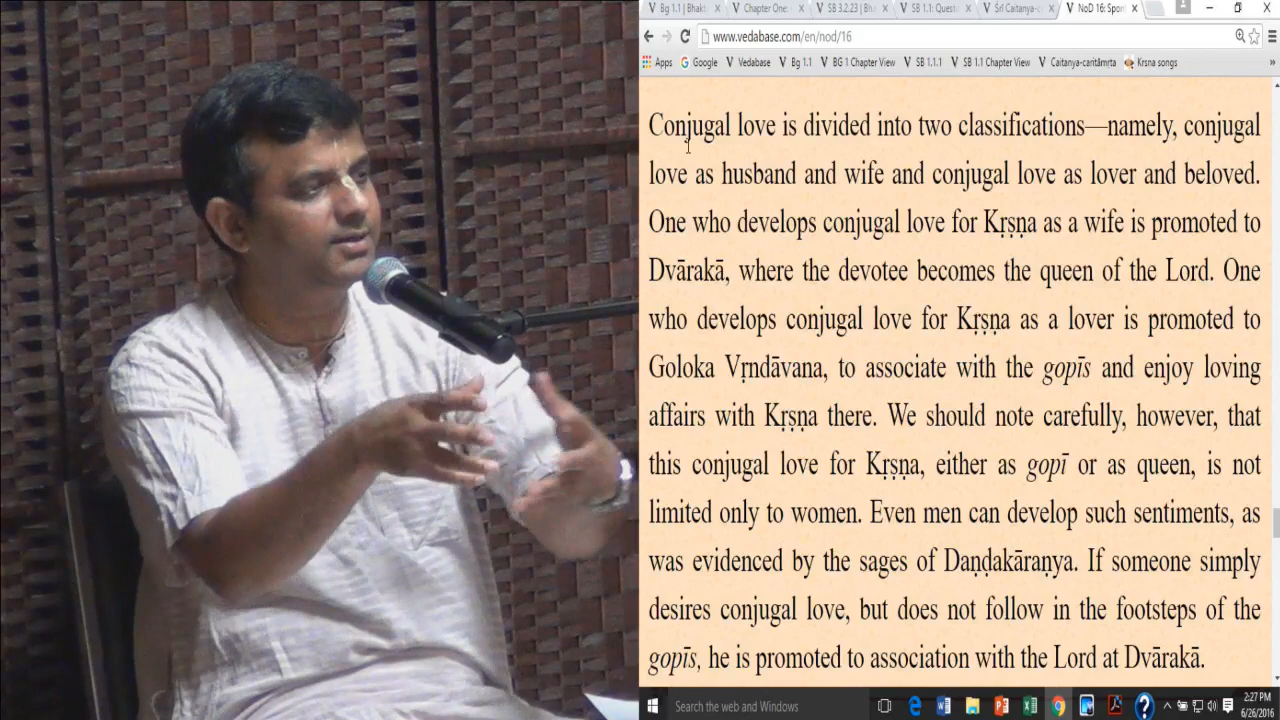 Bg 1.1 | Bhakt
Chapter One:
SB 3.2.23 | Bh
SB 1.1: Quest
Śrī Caitanya-c
NoD 16: Spon
www.vedabase.com/en/nod/16
Apps Google Vedabase Bg 1.1 BG 1 Chapter View SB 1.1.1 SB 1.1 Chapter View Caitanya-caritāmṛta Krsna songs »
Conjugal love is divided into two classifications—namely, conjugal
love as husband and wife and conjugal love as lover and beloved.
One who develops conjugal love for Kṛṣṇa as a wife is promoted to
Dvārakā, where the devotee becomes the queen of the Lord. One
who develops conjugal love for Kṛṣṇa as a lover is promoted to
Goloka Vṛndāvana, to associate with the gopīs and enjoy loving
affairs with Kṛṣṇa there. We should note carefully, however, that
this conjugal love for Kṛṣṇa, either as gopī or as queen, is not
limited only to women. Even men can develop such sentiments, as
was evidenced by the sages of Daṇḍakāraṇya. If someone simply
desires conjugal love, but does not follow in the footsteps of the
gopīs, he is promoted to association with the Lord at Dvārakā.
Search the web and Windows
2:27 PM
6/26/2016